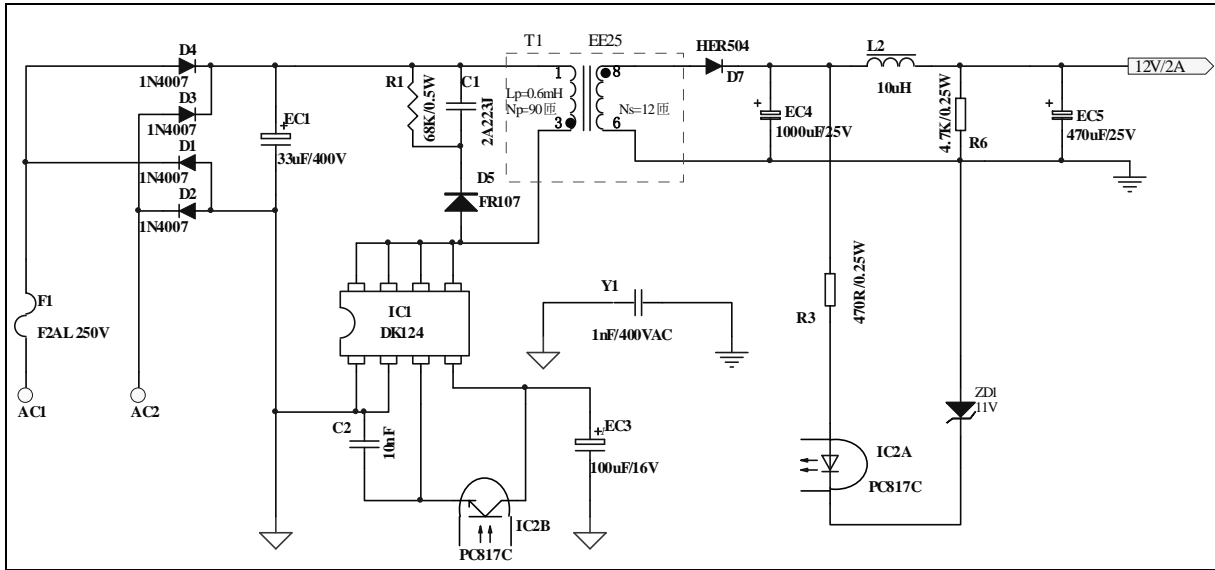 T1
EE25
HER504
L2
D4
1N4007
D3
1N4007
D1
1N4007
D2
1N4007
EC1
+
33uF/400V
R1
68K/0.5W
C1
2A223J
D5
FR107
1
3
Lp=0.6mH
Np=90匝
8
6
Ns=12匝
D7
+
EC4
1000uF/25V
10uH
4.7K/0.25W
R6
+
EC5
470uF/25V
12V/2A
F1
F2AL 250V
AC1
AC2
IC1
DK124
Y1
1nF/400VAC
R3
470R/0.25W
ZD1
11V
C2
10nF
+
EC3
100uF/16V
IC2B
PC817C
IC2A
PC817C